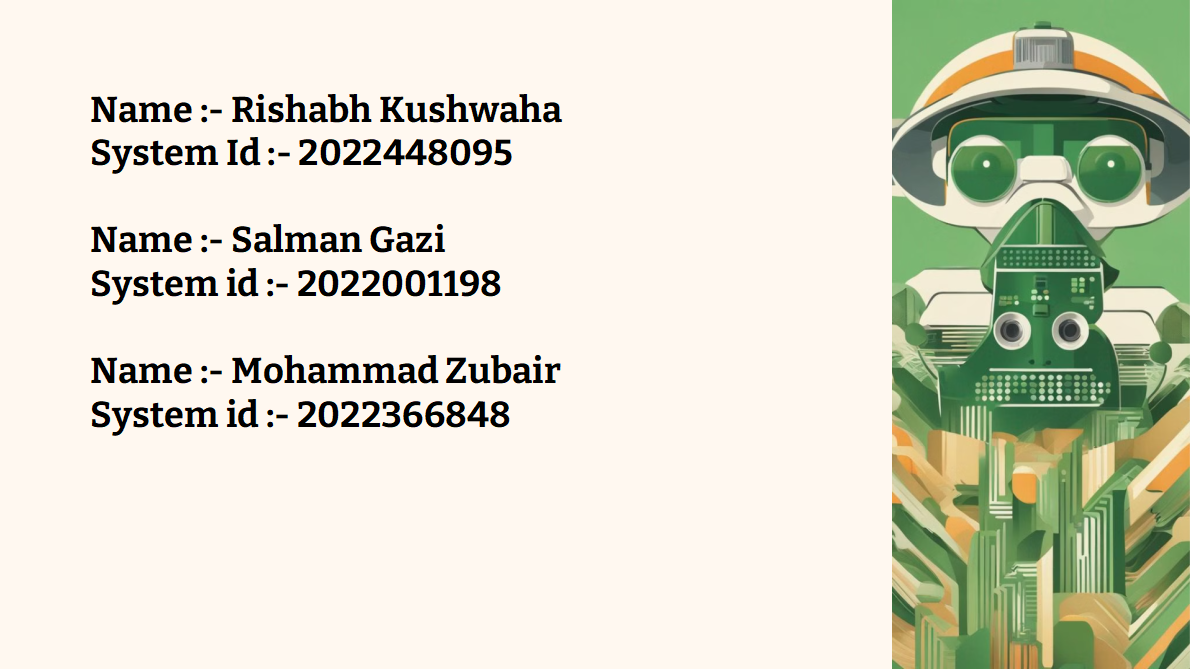 Name :- Rishabh Kushwaha
System Id :- 2022448095
Name :- Salman Gazi
System id :- 2022001198
Name :- Mohammad Zubair
System id :- 2022366848